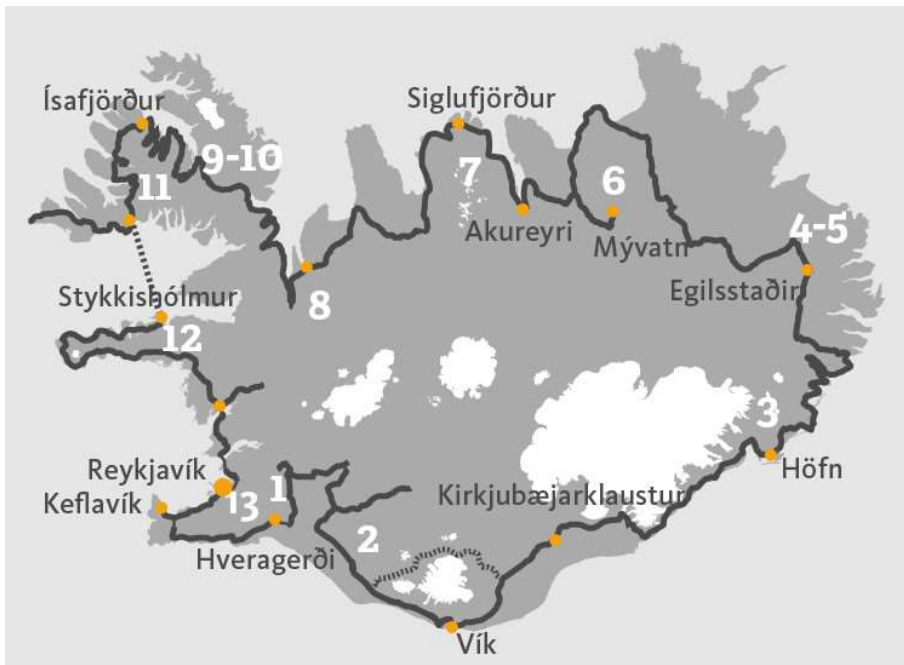 Ísafjörður
Siglufjörður
9-10
7
11
6
Akureyri
Mývatn
4-5
Stykkishólmur
Egilsstaðir
8
12
3
Reykjavík
Höfn
Keflavík
13
1
Kirkjubæjarklaustur
2
Hveragerði
Vík